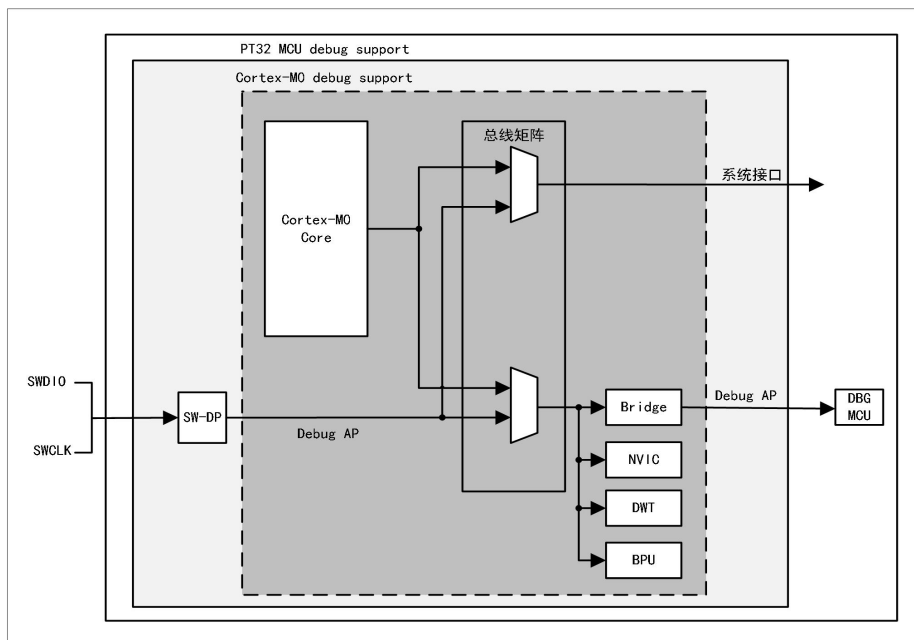 PT32 MCU debug support
Cortex-M0 debug support
总线矩阵
系统接口
Cortex-M0
Core
SWDIO
SWCLK
SW-DP
Debug AP
Bridge
Debug AP
DBG
MCU
NVIC
DWT
BPU